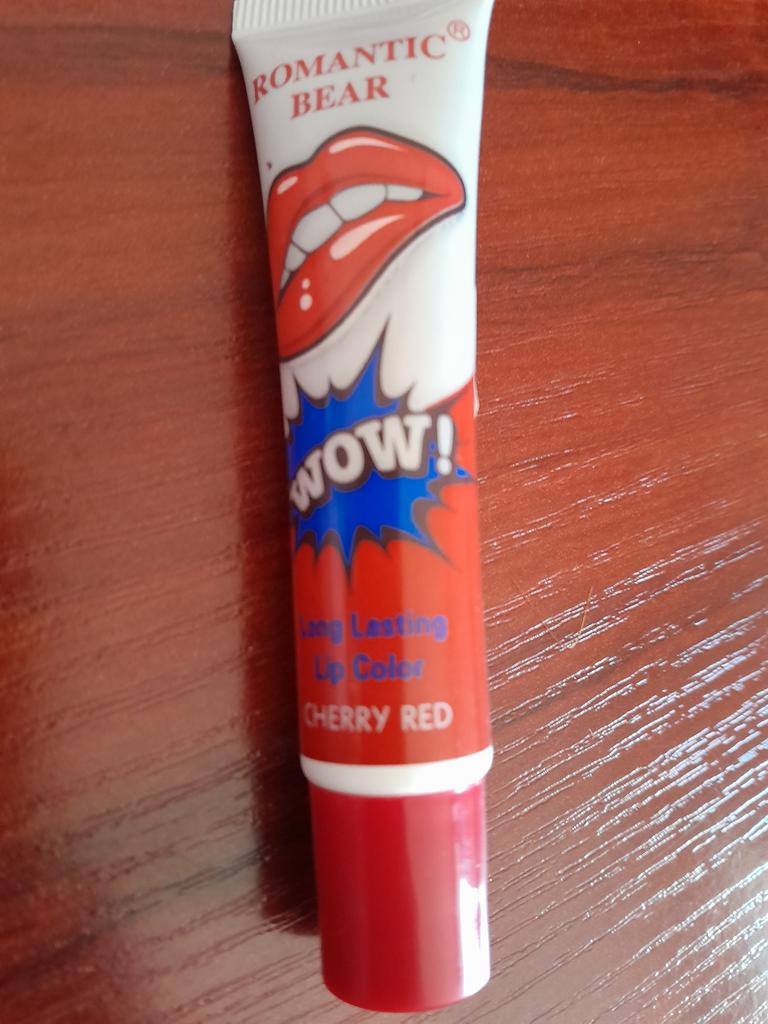 ROMANTIC®
BEAR
WOW!
Long Lasting
Lip Color
CHERRY RED